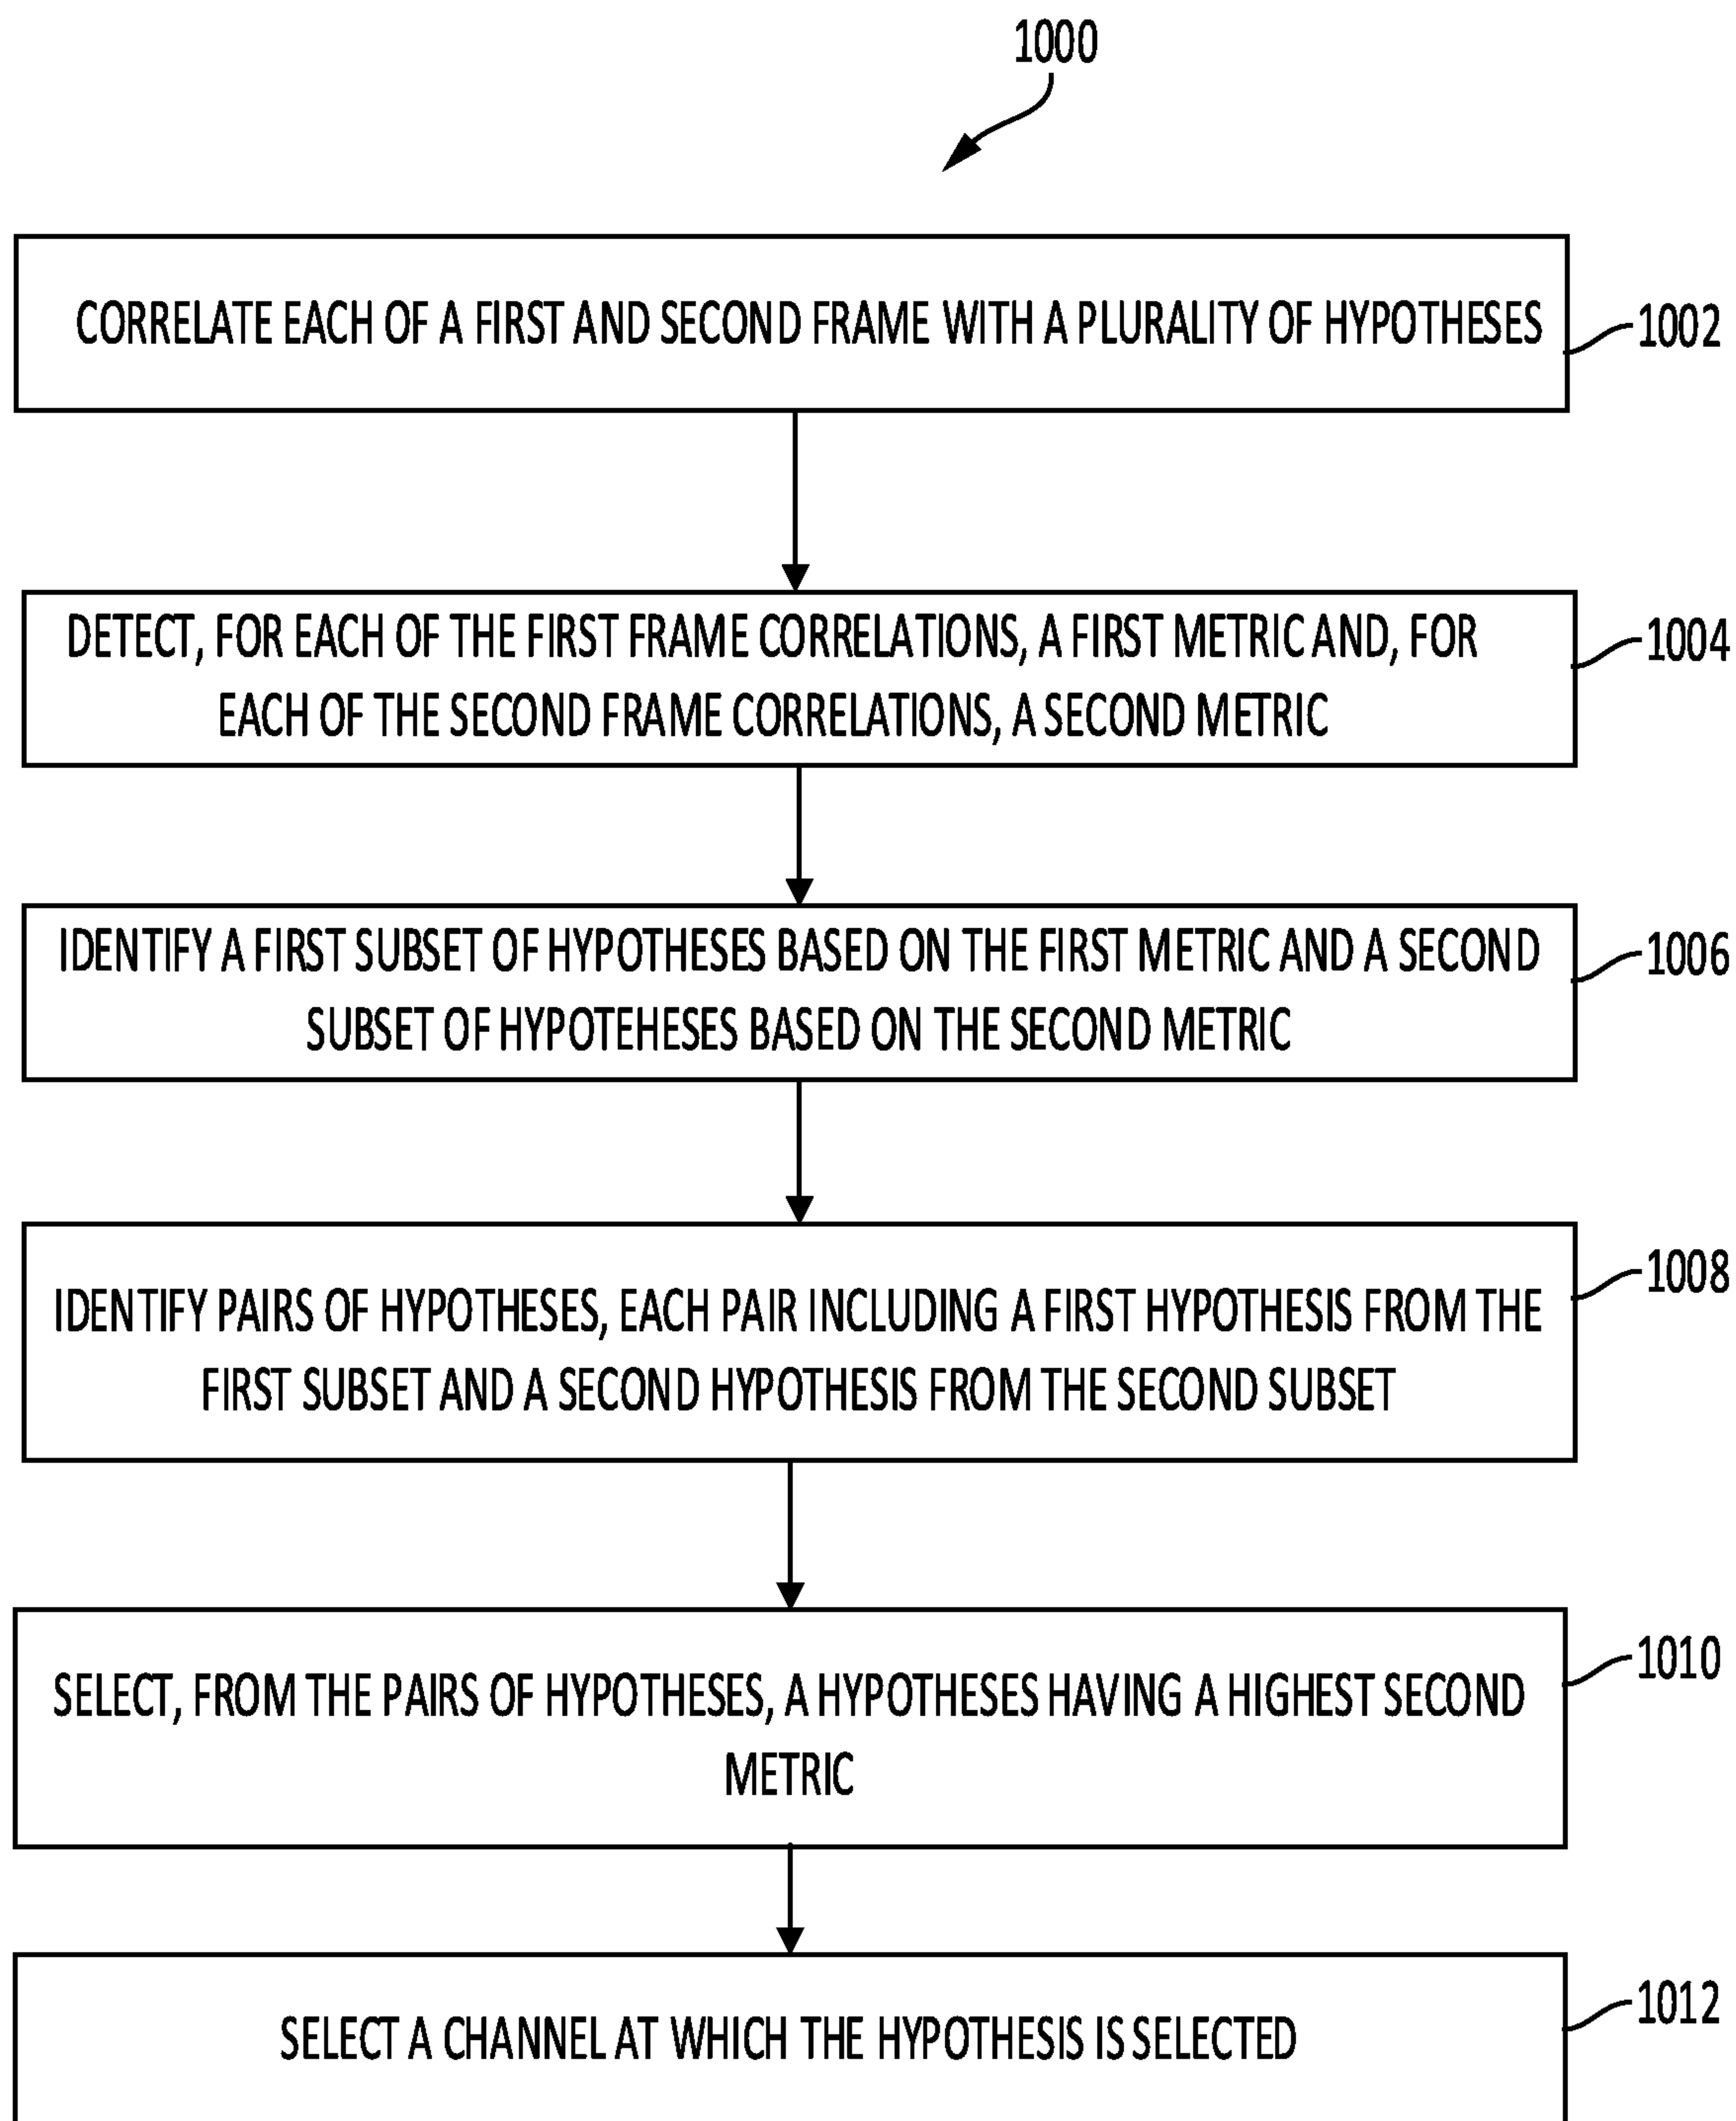 1000
CORRELATE EACH OF A FIRST AND SECOND FRAME WITH A PLURALITY OF HYPOTHESES
1002
DETECT, FOR EACH OF THE FIRST FRAME CORRELATIONS, A FIRST METRIC AND, FOR
EACH OF THE SECOND FRAME CORRELATIONS, A SECOND METRIC
1004
IDENTIFY A FIRST SUBSET OF HYPOTHESES BASED ON THE FIRST METRIC AND A SECOND
SUBSET OF HYPOTEHESES BASED ON THE SECOND METRIC
1006
IDENTIFY PAIRS OF HYPOTHESES, EACH PAIR INCLUDING A FIRST HYPOTHESIS FROM THE
FIRST SUBSET AND A SECOND HYPOTHESIS FROM THE SECOND SUBSET
1008
SELECT, FROM THE PAIRS OF HYPOTHESES, A HYPOTHESES HAVING A HIGHEST SECOND
METRIC
1010
SELECT A CHANNEL AT WHICH THE HYPOTHESIS IS SELECTED
1012